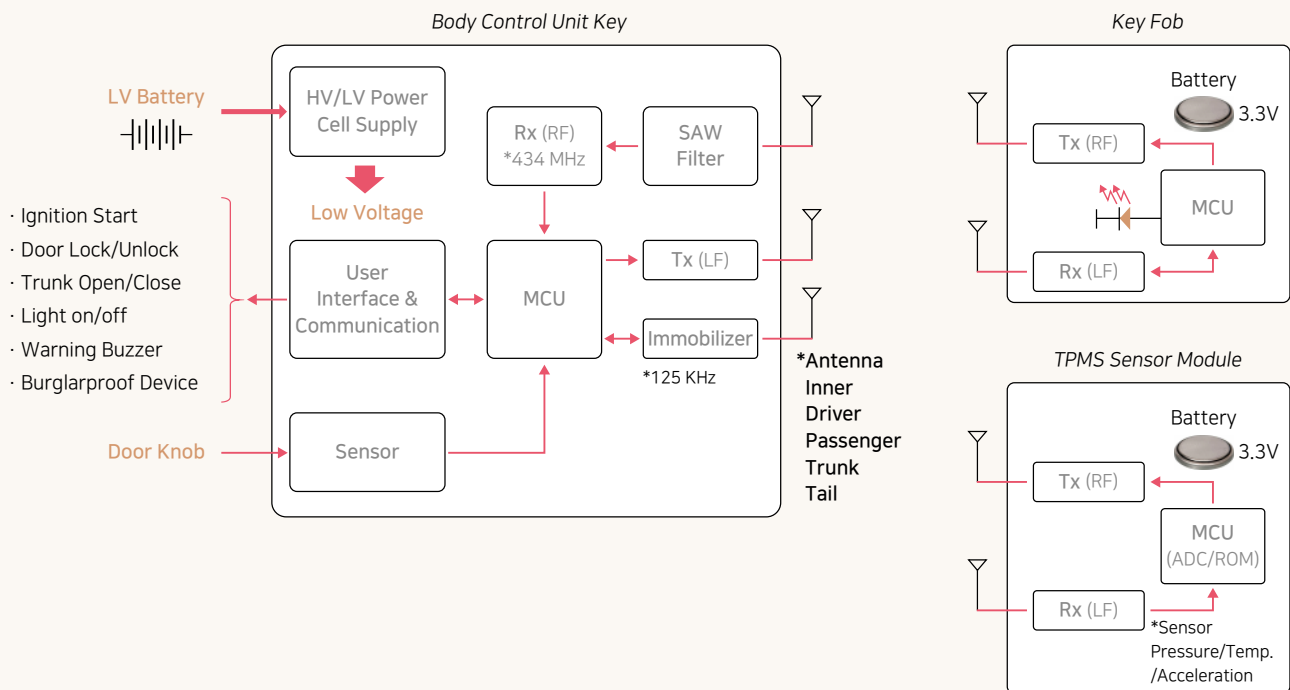 Body Control Unit Key
LV Battery
HV/LV Power
Cell Supply
Low Voltage
Rx (RF)
*434 MHz
SAW
Filter
· Ignition Start
· Door Lock/Unlock
· Trunk Open/Close
· Light on/off
· Warning Buzzer
· Burglarproof Device
User
Interface &
Communication
MCU
Tx (LF)
Immobilizer
*125 KHz
*Antenna
Inner
Driver
Passenger
Trunk
Tail
Door Knob
Sensor
Key Fob
Battery
3.3V
Tx (RF)
MCU
Rx (LF)
TPMS Sensor Module
Battery
3.3V
Tx (RF)
MCU
(ADC/ROM)
Rx (LF)
*Sensor
Pressure/Temp.
/Acceleration